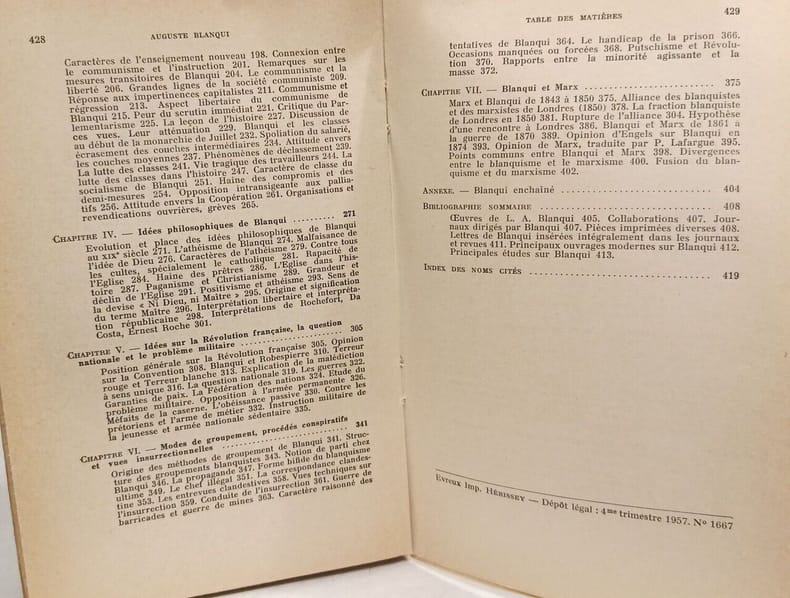 428
AUGUSTE BLANQUI
Caractères de l'enseignement nouveau 198. Connexion entre
le communisme et l'instruction 201. Remarques sur les
mesures transitoires de Blanqui 204. Le communisme et la
liberté 206. Grandes lignes de la société communiste 209.
Réponse aux impertinences capitalistes 211. Communisme et
régression 213. Aspect libertaire du communisme de
Blanqui 215. Peur du scrutin immédiat 221. Critique du Par-
lementarisme 225. La leçon de l'histoire 227. Discussion de
ces vues. Leur atténuation 229. Blanqui et les classes
au début de la monarchie de Juillet 232. Spoliation du salarié,
écrasement des couches intermédiaires 234. Attitude envers
les couches moyennes 237. Phénomènes de déclassement 239.
La lutte des classes 241. Vie tragique des travailleurs 244. La
lutte des classes dans l'histoire 247. Caractère de classe du
socialisme de Blanqui 251. Haine des compromis et des
demi-mesures 254. Opposition intransigeante aux pallia-
tifs 256. Attitude envers la Coopération 261. Organisations et
revendications ouvrières, grèves 265.
CHAPITRE IV. — Idées philosophiques de Blanqui .......... 271
Evolution et place des idées philosophiques de Blanqui
au XIXe siècle 271. L'athéisme de Blanqui 274. Malfaisance de
l'idée de Dieu 276. Caractères de l'athéisme 279. Contre tous
les cultes, spécialement le catholique 281. Rapacité de
l'Eglise 284. Haine des prêtres 286. L'Eglise dans l'his-
toire 287. Paganisme et Christianisme 289. Grandeur et
déclin de l'Eglise 291. Positivisme et athéisme 293. Sens de
la devise « Ni Dieu, ni Maître » 295. Origine et signification
du terme Maître 296. Interprétation libertaire et interpréta-
tion républicaine 298. Interprétations de Rochefort, Da
Costa, Ernest Roche 301.
CHAPITRE V. — Idées sur la Révolution française, la question
nationale et le problème militaire .................... 305
Position générale sur la Révolution française 305. Opinion
sur la Convention 308. Blanqui et Robespierre 310. Terreur
rouge et Terreur blanche 313. Explication de la malédiction
à sens unique 316. La question nationale 319. Les guerres 322.
Garanties de paix. La Fédération des nations 324. Etude du
problème militaire. Opposition à l'armée permanente 326.
Méfaits de la caserne. L'obéissance passive 330. Contre les
prétoriens et l'arme de métier 332. Instruction militaire de
la jeunesse et armée nationale sédentaire 335.
CHAPITRE VI. — Modes de groupement, procédés conspiratifs
et vues insurrectionnelles .......................... 341
Origine des méthodes de groupement de Blanqui 341. Struc-
ture des groupements blanquistes 343. Notion de parti chez
Blanqui 346. La propagande 347. Forme bifide du blanquisme
ultime 349. Le chef illégal 351. La correspondance clandes-
tine 353. Les entrevues clandestives 358. Vues techniques sur
l'insurrection 359. Conduite de l'insurrection 361. Guerre de
barricades et guerre de mines 363. Caractère raisonné des
TABLE DES MATIÈRES
429
tentatives de Blanqui 364. Le handicap de la prison 366.
Occasions manquées ou forcées 368. Putschisme et Révolu-
tion 370. Rapports entre la minorité agissante et la
masse 372.
CHAPITRE VII. — Blanqui et Marx ...................... 375
Marx et Blanqui de 1843 à 1850 375. Alliance des blanquistes
et des marxistes de Londres (1850) 378. La fraction blanquiste
de Londres en 1850 381. Rupture de l'alliance 304. Hypothèse
d'une rencontre à Londres 386. Blanqui et Marx de 1861 à
la guerre de 1870 389. Opinion d'Engels sur Blanqui en
1874 393. Opinion de Marx, traduite par P. Lafargue 395.
Points communs entre Blanqui et Marx 398. Divergences
entre le blanquisme et le marxisme 400. Fusion du blan-
quisme et du marxisme 402.
ANNEXE. — Blanqui enchaîné ........................ 404
BIBLIOGRAPHIE SOMMAIRE ........................ 408
Œuvres de L. A. Blanqui 405. Collaborations 407. Jour-
naux dirigés par Blanqui 407. Pièces imprimées diverses 408.
Lettres de Blanqui insérées intégralement dans les journaux
et revues 411. Principaux ouvrages modernes sur Blanqui 412.
Principales études sur Blanqui 413.
INDEX DES NOMS CITÉS ........................ 419
Evreux Imp. HÉRISSEY — Dépôt légal : 4me trimestre 1957. No 1667